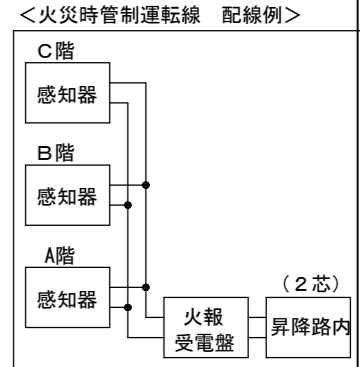 ＜火災時管制運転線　配線例＞
Ｃ階
感知器
Ｂ階
感知器
A階
感知器
（２芯）
火報
受電盤
昇降路内